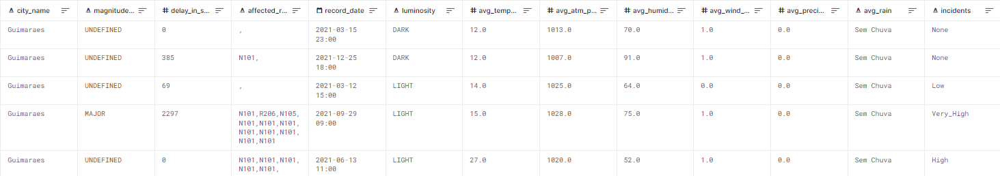 city_name magnitude... delay_in_s... affected_r... record_date luminosity avg_temp... avg_atm_p... avg_humid... avg_wind_... avg_preci... avg_rain incidents
Guimaraes UNDEFINED 0 , 2021-03-15 DARK 12.0 1013.0 70.0 1.0 0.0 Sem Chuva None
23:00
Guimaraes UNDEFINED 385 N101, 2021-12-25 DARK 12.0 1007.0 91.0 1.0 0.0 Sem Chuva None
18:00
Guimaraes UNDEFINED 69 , 2021-03-12 LIGHT 14.0 1025.0 64.0 0.0 0.0 Sem Chuva Low
15:00
Guimaraes MAJOR 2297 N101,R206,N105, 2021-09-29 LIGHT 15.0 1028.0 75.0 1.0 0.0 Sem Chuva Very_High
N101,N101,N101, 09:00
N101,N101,N101,
N101,N101
Guimaraes UNDEFINED 0 N101,N101,N101, 2021-06-13 LIGHT 27.0 1020.0 52.0 1.0 0.0 Sem Chuva High
N101,N101, 11:00